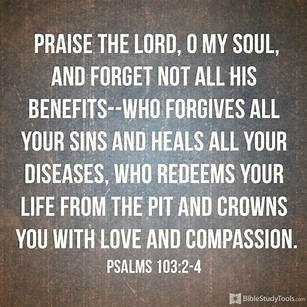 PRAISE THE LORD, O MY SOUL,
AND FORGET NOT ALL HIS
BENEFITS--WHO FORGIVES ALL
YOUR SINS AND HEALS ALL YOUR
DISEASES, WHO REDEEMS YOUR
LIFE FROM THE PIT AND CROWNS
YOU WITH LOVE AND COMPASSION.
PSALMS 103:2-4
BibleStudyTools.com